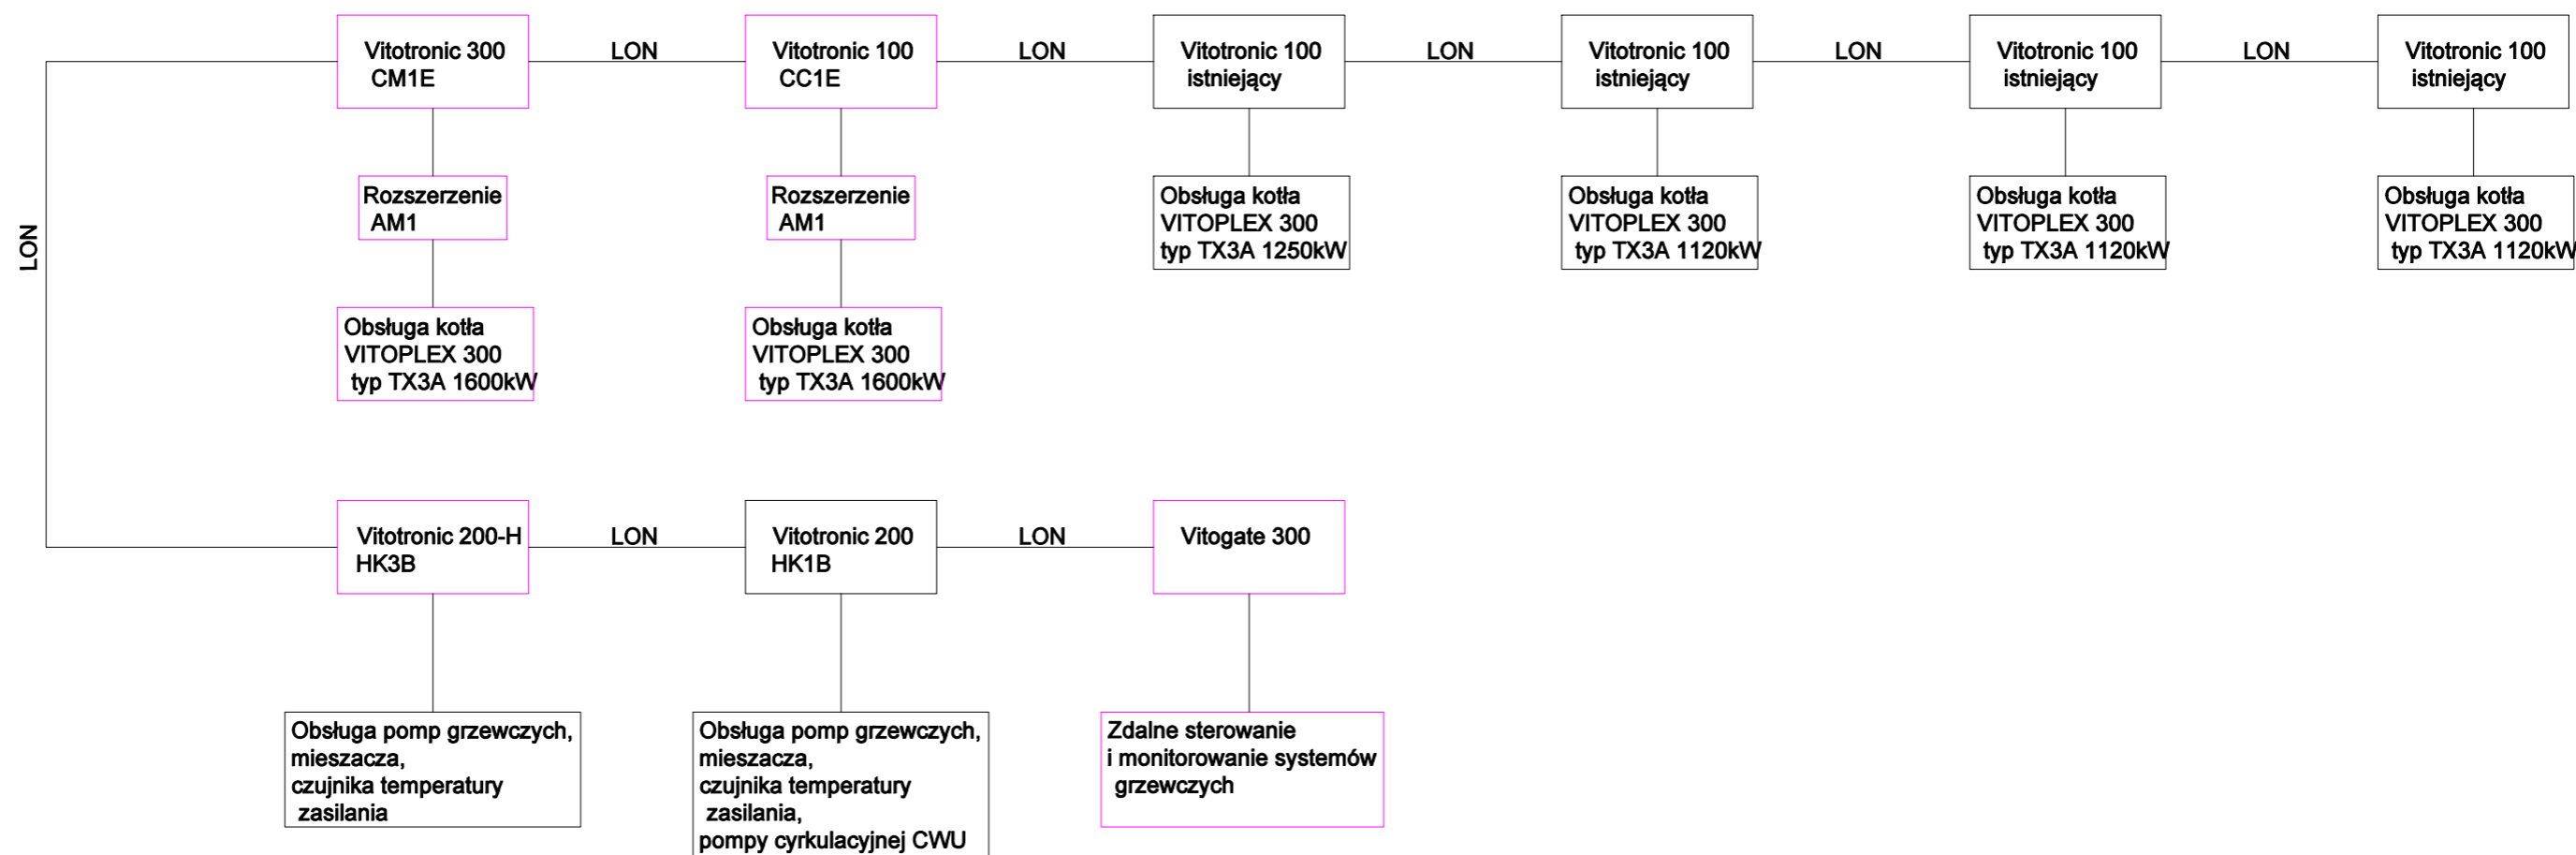 Vitotronic 300
CM1E
LON
Vitotronic 100
CC1E
LON
Vitotronic 100
istniejący
LON
Vitotronic 100
istniejący
LON
Vitotronic 100
istniejący
LON
Vitotronic 100
istniejący
Rozszerzenie
AM1
Rozszerzenie
AM1
Obsługa kotła
VITOPLEX 300
typ TX3A 1250kW
Obsługa kotła
VITOPLEX 300
typ TX3A 1120kW
Obsługa kotła
VITOPLEX 300
typ TX3A 1120kW
Obsługa kotła
VITOPLEX 300
typ TX3A 1120kW
LON
Obsługa kotła
VITOPLEX 300
typ TX3A 1600kW
Obsługa kotła
VITOPLEX 300
typ TX3A 1600kW
Vitotronic 200-H
HK3B
LON
Vitotronic 200
HK1B
LON
Vitogate 300
Obsługa pomp grzewczych,
mieszacza,
czujnika temperatury
zasilania
Obsługa pomp grzewczych,
mieszacza,
czujnika temperatury
zasilania,
pompy cyrkulacyjnej CWU
Zdalne sterowanie
i monitorowanie systemów
grzewczych